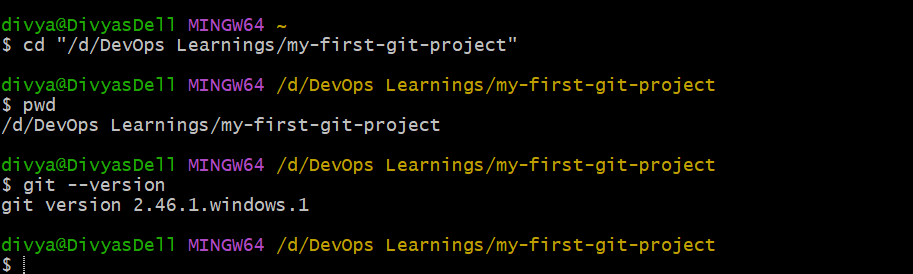 divya@DivyasDell MINGW64 ~
$ cd "/d/DevOps Learnings/my-first-git-project"
divya@DivyasDell MINGW64 /d/DevOps Learnings/my-first-git-project
$ pwd
/d/DevOps Learnings/my-first-git-project
divya@DivyasDell MINGW64 /d/DevOps Learnings/my-first-git-project
$ git --version
git version 2.46.1.windows.1
divya@DivyasDell MINGW64 /d/DevOps Learnings/my-first-git-project
$